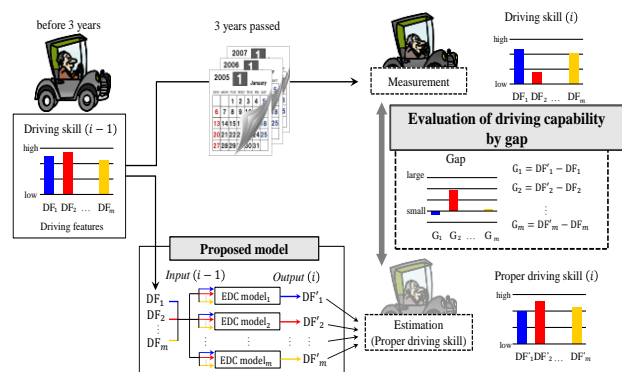 before 3 years
3 years passed
2007 1
2006 1
2005 1 January
Driving skill (i)
high
low
DF₁ DF₂ … DFₘ
Measurement
Driving skill (i − 1)
high
low
DF₁ DF₂ … DFₘ
Driving features
Evaluation of driving capability
by gap
Gap
large
small
G₁ G₂ … Gₘ
G₁ = DF′₁ − DF₁
G₂ = DF′₂ − DF₂
⋮
Gₘ = DF′ₘ − DFₘ
Proposed model
Input (i − 1)
Output (i)
DF₁
DF₂
⋮
DFₘ
EDC model₁
DF′₁
EDC model₂
DF′₂
⋮ ⋮ ⋮ ⋮
EDC modelₘ
DF′ₘ
Estimation
(Proper driving skill)
Proper driving skill (i)
high
low
DF′₁ DF′₂ … DF′ₘ